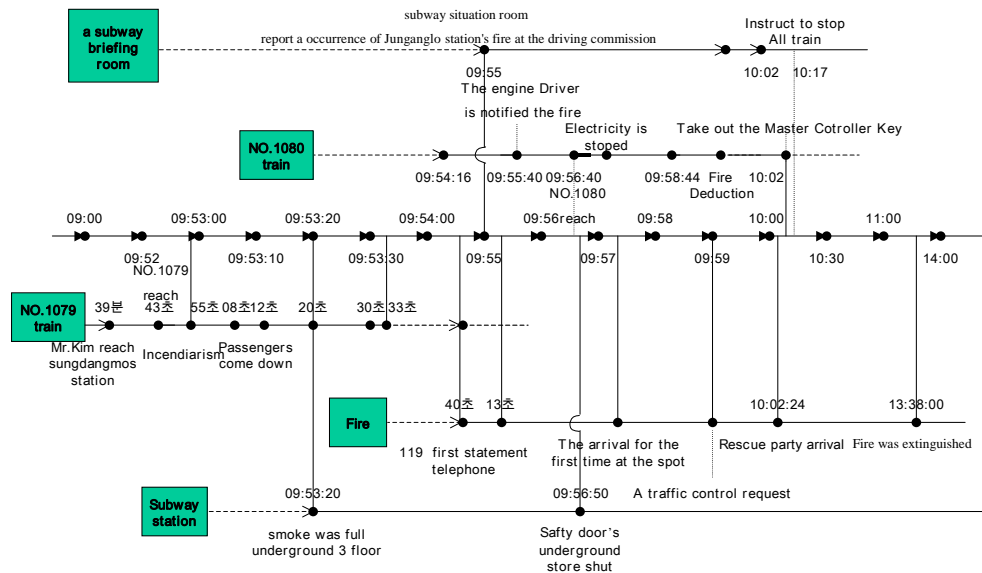 a subway
briefing
room
subway situation room
report a occurrence of Junganglo station's fire at the driving commission
Instruct to stop
All train
09:55
10:02
10:17
The engine Driver
is notified the fire
NO.1080
train
Electricity is
stoped
Take out the Master Cotroller Key
09:54:16
09:55:40
09:56:40
NO.1080
reach
09:58:44
Fire
Deduction
10:02
09:00
09:53:00
09:53:20
09:54:00
09:56
09:58
10:00
11:00
09:52
09:53:10
09:53:30
09:55
09:57
09:59
10:30
14:00
NO.1079
reach
NO.1079
train
39분
43초
55초
08초
12초
20초
30초
33초
Mr.Kim reach
sungdangmos
station
Incendiarism
Passengers
come down
Fire
40초
13초
10:02:24
13:38:00
119 first statement
telephone
The arrival for the
first time at the spot
Rescue party arrival
Fire was extinguished
A traffic control request
Subway
station
09:53:20
09:56:50
smoke was full
underground 3 floor
Safty door's
underground
store shut